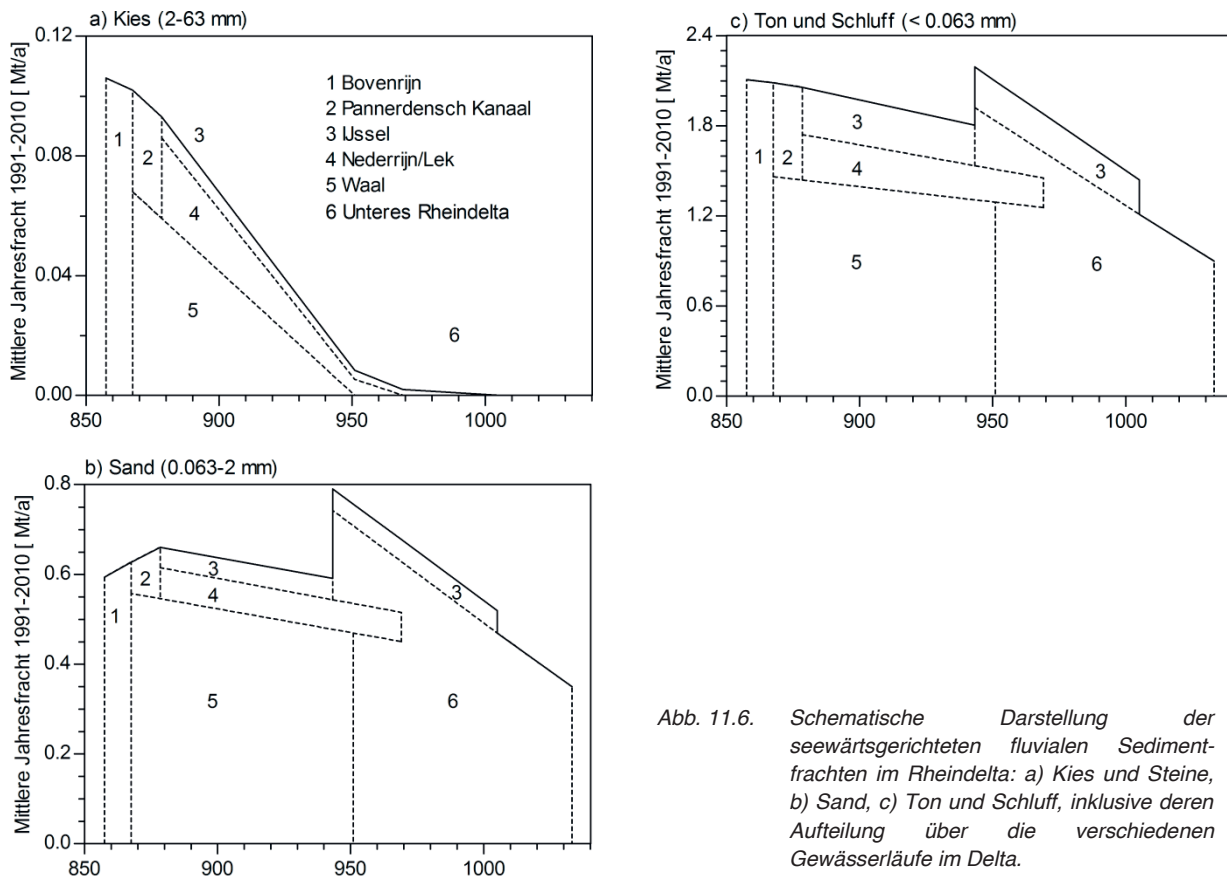 a) Kies (2-63 mm)
Mittlere Jahresfracht 1991-2010 [ Mt/a]
0.12
0.08
0.04
0.00
850
900
950
1000
1 Bovenrijn
2 Pannerdensch Kanaal
3 IJssel
4 Nederrijn/Lek
5 Waal
6 Unteres Rheindelta
1
2
3
4
5
6
c) Ton und Schluff (< 0.063 mm)
Mittlere Jahresfracht 1991-2010 [ Mt/a]
2.4
1.8
1.2
0.6
0.0
850
900
950
1000
1
2
3
4
5
3
6
b) Sand (0.063-2 mm)
Mittlere Jahresfracht 1991-2010 [ Mt/a]
0.8
0.6
0.4
0.2
0.0
850
900
950
1000
1
2
3
4
5
3
6
Abb. 11.6. Schematische Darstellung der
seewärtsgerichteten fluvialen Sediment-
frachten im Rheindelta: a) Kies und Steine,
b) Sand, c) Ton und Schluff, inklusive deren
Aufteilung über die verschiedenen
Gewässerläufe im Delta.